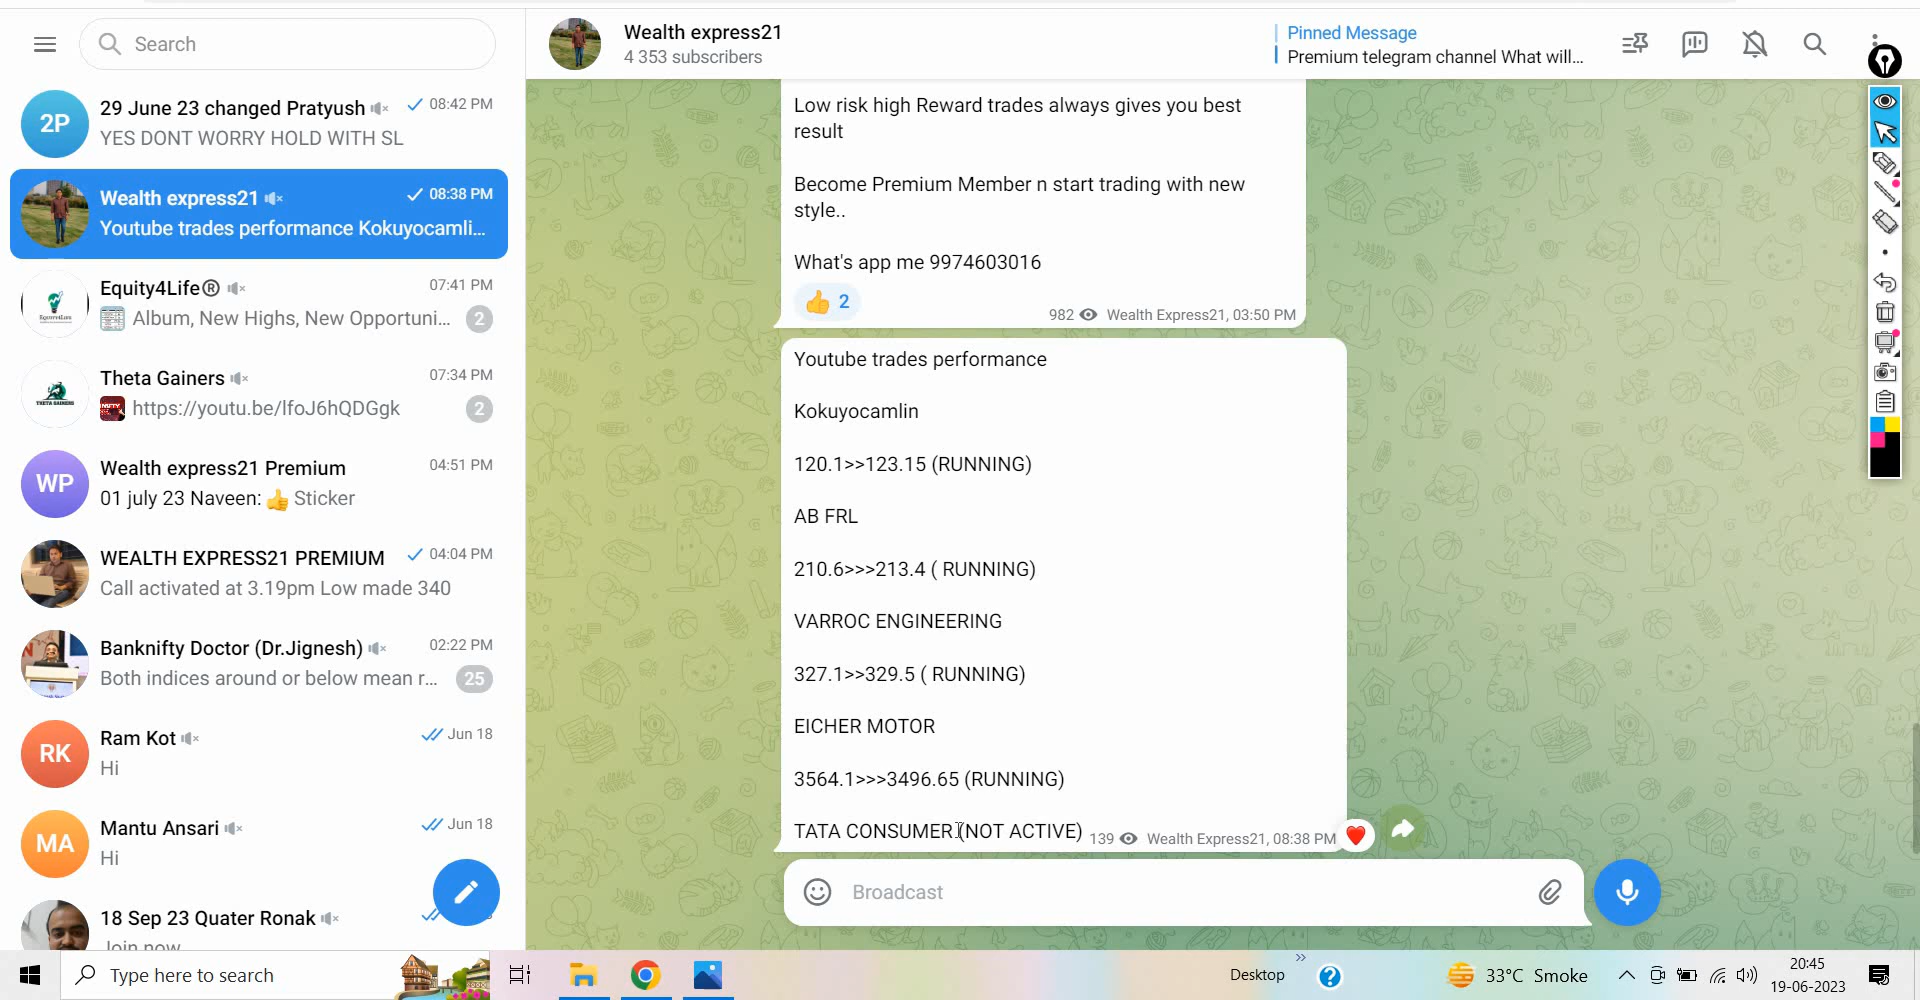 Search
29 June 23 changed Pratyush
08:42 PM
YES DONT WORRY HOLD WITH SL
2P
Wealth express21
08:38 PM
Youtube trades performance Kokuyocamli...
Equity4Life®
07:41 PM
Album, New Highs, New Opportuni...
2
Theta Gainers
07:34 PM
https://youtu.be/lfoJ6hQDGgk
2
Wealth express21 Premium
04:51 PM
WP
01 july 23 Naveen: 👍 Sticker
WEALTH EXPRESS21 PREMIUM
04:04 PM
Call activated at 3.19pm Low made 340
Banknifty Doctor (Dr.Jignesh)
02:22 PM
Both indices around or below mean r...
25
Ram Kot
Jun 18
RK
Hi
Mantu Ansari
Jun 18
MA
Hi
18 Sep 23 Quater Ronak
Join now
Wealth express21
4 353 subscribers
Pinned Message
Premium telegram channel What will...
Low risk high Reward trades always gives you best
result
Become Premium Member n start trading with new
style..
What's app me 9974603016
👍 2
982 Wealth Express21, 03:50 PM
Youtube trades performance
Kokuyocamlin
120.1>>123.15 (RUNNING)
AB FRL
210.6>>>213.4 ( RUNNING)
VARROC ENGINEERING
327.1>>329.5 ( RUNNING)
EICHER MOTOR
3564.1>>>3496.65 (RUNNING)
TATA CONSUMER (NOT ACTIVE)
139 Wealth Express21, 08:38 PM
Broadcast
Type here to search
Desktop
33°C Smoke
20:45
19-06-2023